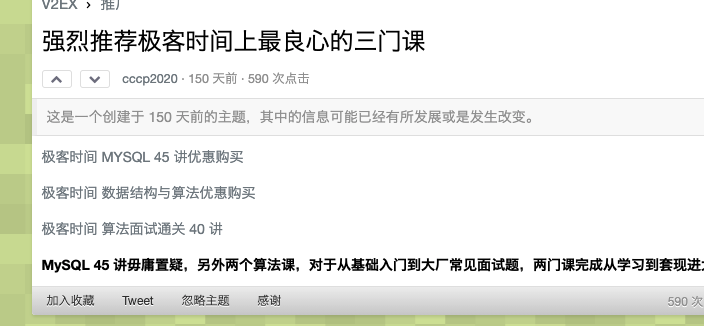 V2EX › 推广
强烈推荐极客时间上最良心的三门课
cccp2020 · 150 天前 · 590 次点击
这是一个创建于 150 天前的主题，其中的信息可能已经有所发展或是发生改变。
极客时间 MYSQL 45 讲优惠购买
极客时间 数据结构与算法优惠购买
极客时间 算法面试通关 40 讲
MySQL 45 讲毋庸置疑，另外两个算法课，对于从基础入门到大厂常见面试题，两门课完成从学习到套现进
加入收藏 Tweet 忽略主题 感谢 590 次